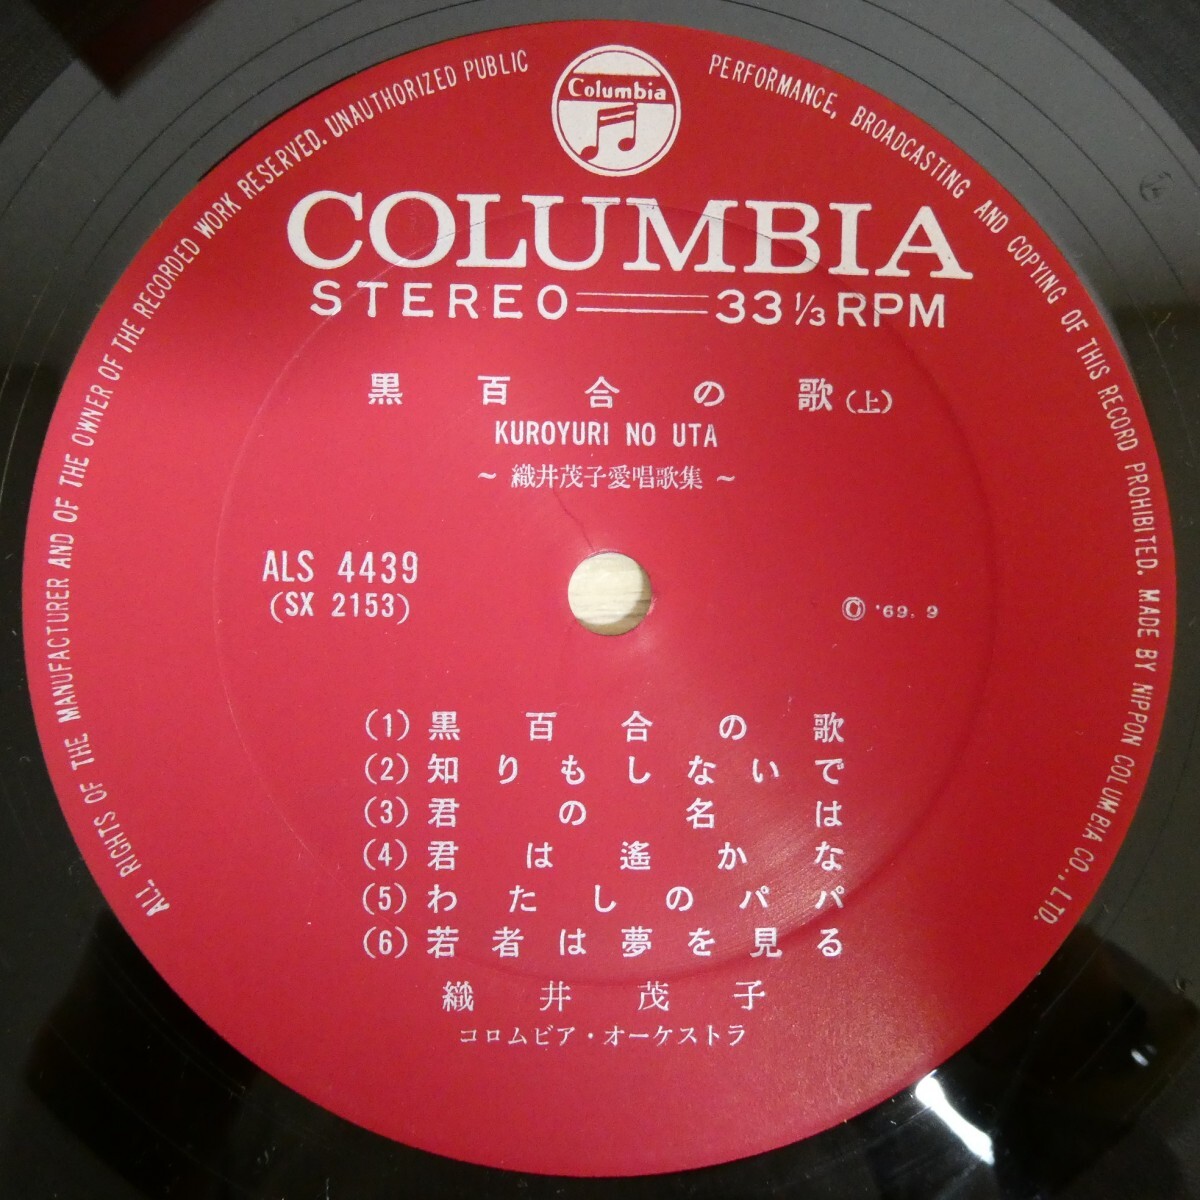 Columbia
COLUMBIA
STEREO 33 1/3 RPM
黒百合の歌(上)
KUROYURI NO UTA
~ 織井茂子愛唱歌集 ~
ALS 4439
(SX 2153)
© '69. 9
(1) 黒百合の歌
(2) 知りもしないで
(3) 君の名は
(4) 君は遙かな
(5) わたしのパパ
(6) 若者は夢を見る
織井茂子
コロムビア・オーケストラ
ALL RIGHTS OF THE MANUFACTURER AND OF THE OWNER OF THE RECORDED WORK RESERVED. UNAUTHORIZED PUBLIC PERFORMANCE, BROADCASTING AND COPYING OF THIS RECORD PROHIBITED. MADE BY NIPPON COLUMBIA CO., LTD.